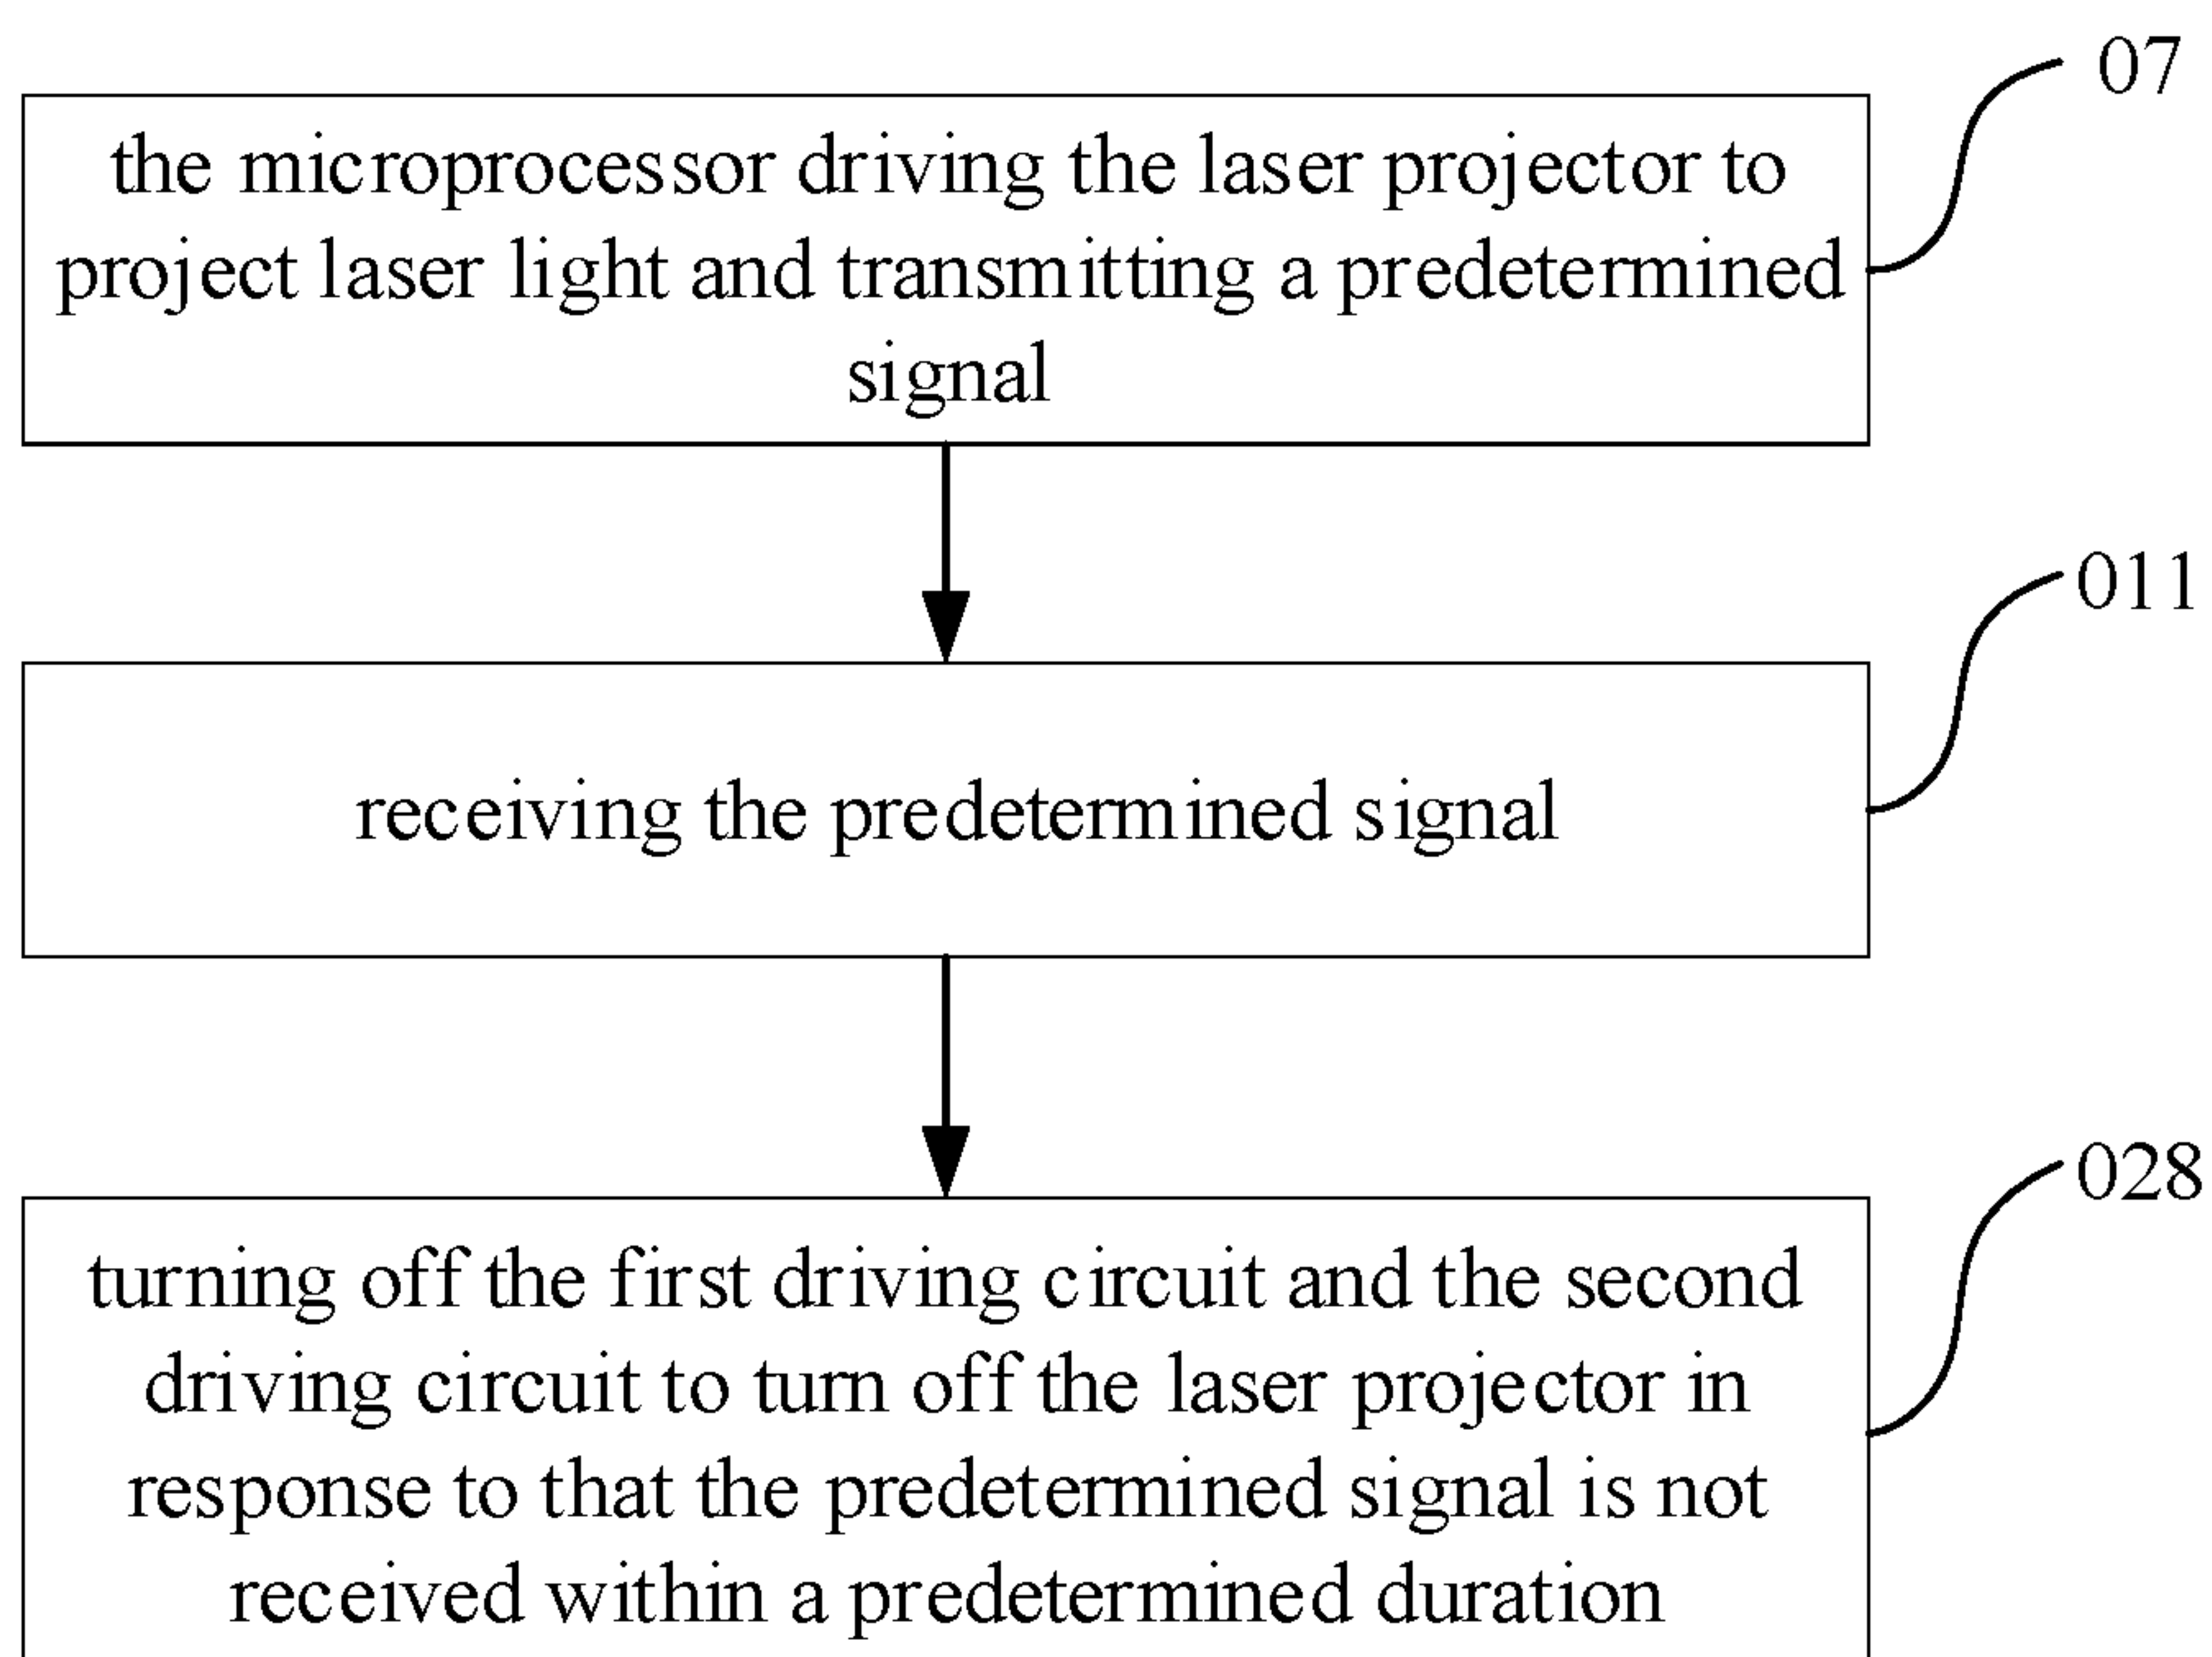 07
the microprocessor driving the laser projector to
project laser light and transmitting a predetermined
signal
011
receiving the predetermined signal
028
turning off the first driving circuit and the second
driving circuit to turn off the laser projector in
response to that the predetermined signal is not
received within a predetermined duration